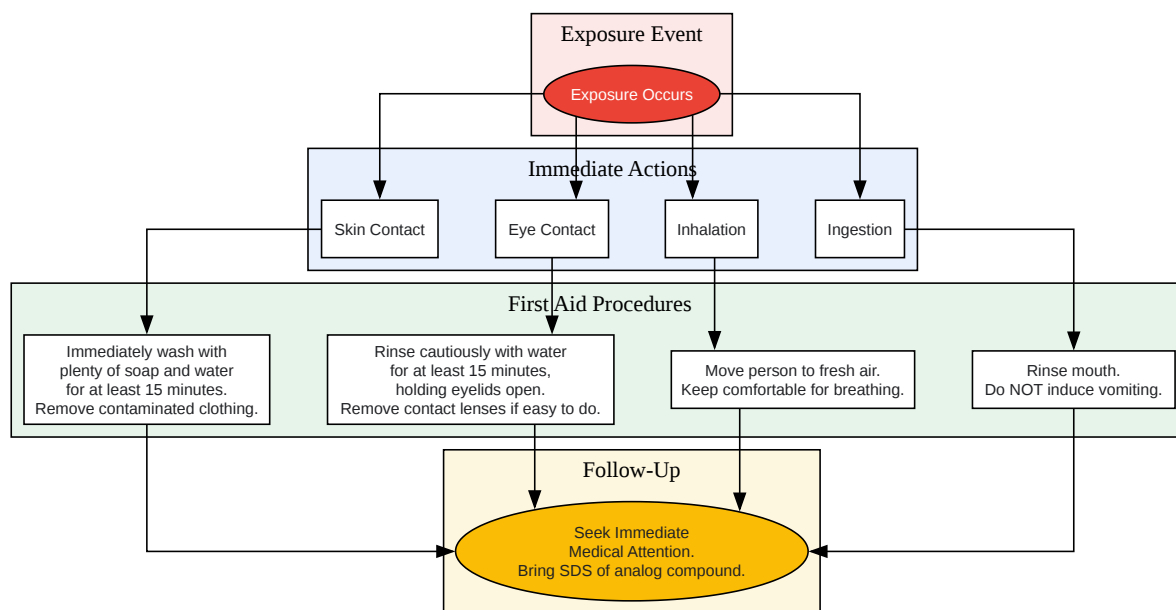 Exposure Event
Exposure Occurs
Immediate Actions
Skin Contact
Eye Contact
Inhalation
Ingestion
First Aid Procedures
Immediately wash with
plenty of soap and water
for at least 15 minutes.
Remove contaminated clothing.
Rinse cautiously with water
for at least 15 minutes,
holding eyelids open.
Remove contact lenses if easy to do.
Move person to fresh air.
Keep comfortable for breathing.
Rinse mouth.
Do NOT induce vomiting.
Follow-Up
Seek Immediate
Medical Attention.
Bring SDS of analog compound.